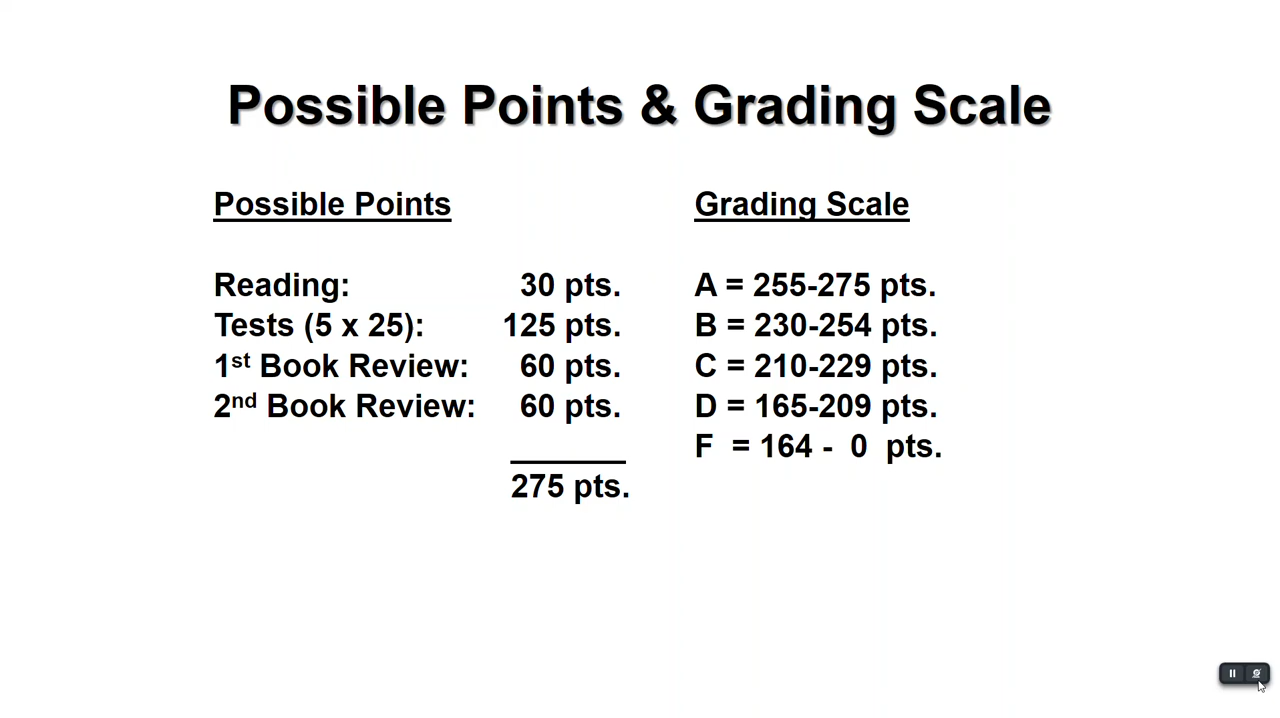 Possible Points & Grading Scale
Possible Points
Reading: 30 pts.
Tests (5 x 25): 125 pts.
1st Book Review: 60 pts.
2nd Book Review: 60 pts.
275 pts.
Grading Scale
A = 255-275 pts.
B = 230-254 pts.
C = 210-229 pts.
D = 165-209 pts.
F = 164 - 0 pts.